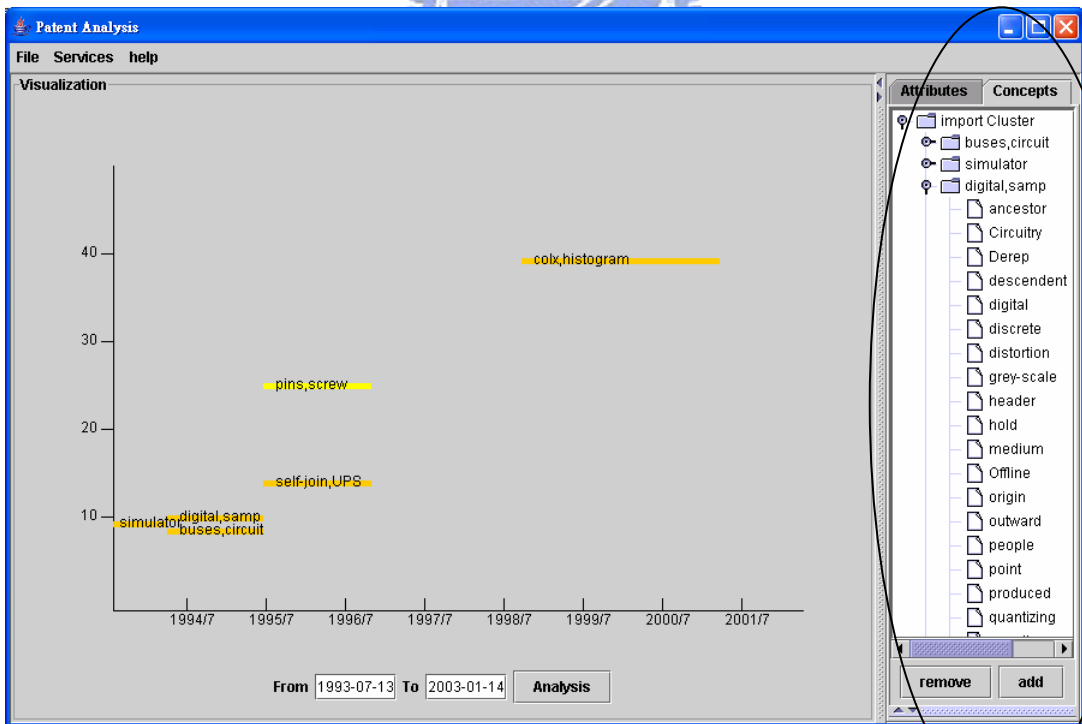 Patent Analysis
File Services help
Visualization
40
30
20
10
colx,histogram
pins,screw
self-join,UPS
simulator
digital,samp
buses,circuit
1994/7 1995/7 1996/7 1997/7 1998/7 1999/7 2000/7 2001/7
From 1993-07-13 To 2003-01-14 Analysis
Attributes Concepts
import Cluster
buses,circuit
simulator
digital,samp
ancestor
Circuitry
Derep
descendent
digital
discrete
distortion
grey-scale
header
hold
medium
Offline
origin
outward
people
point
produced
quantizing
remove add